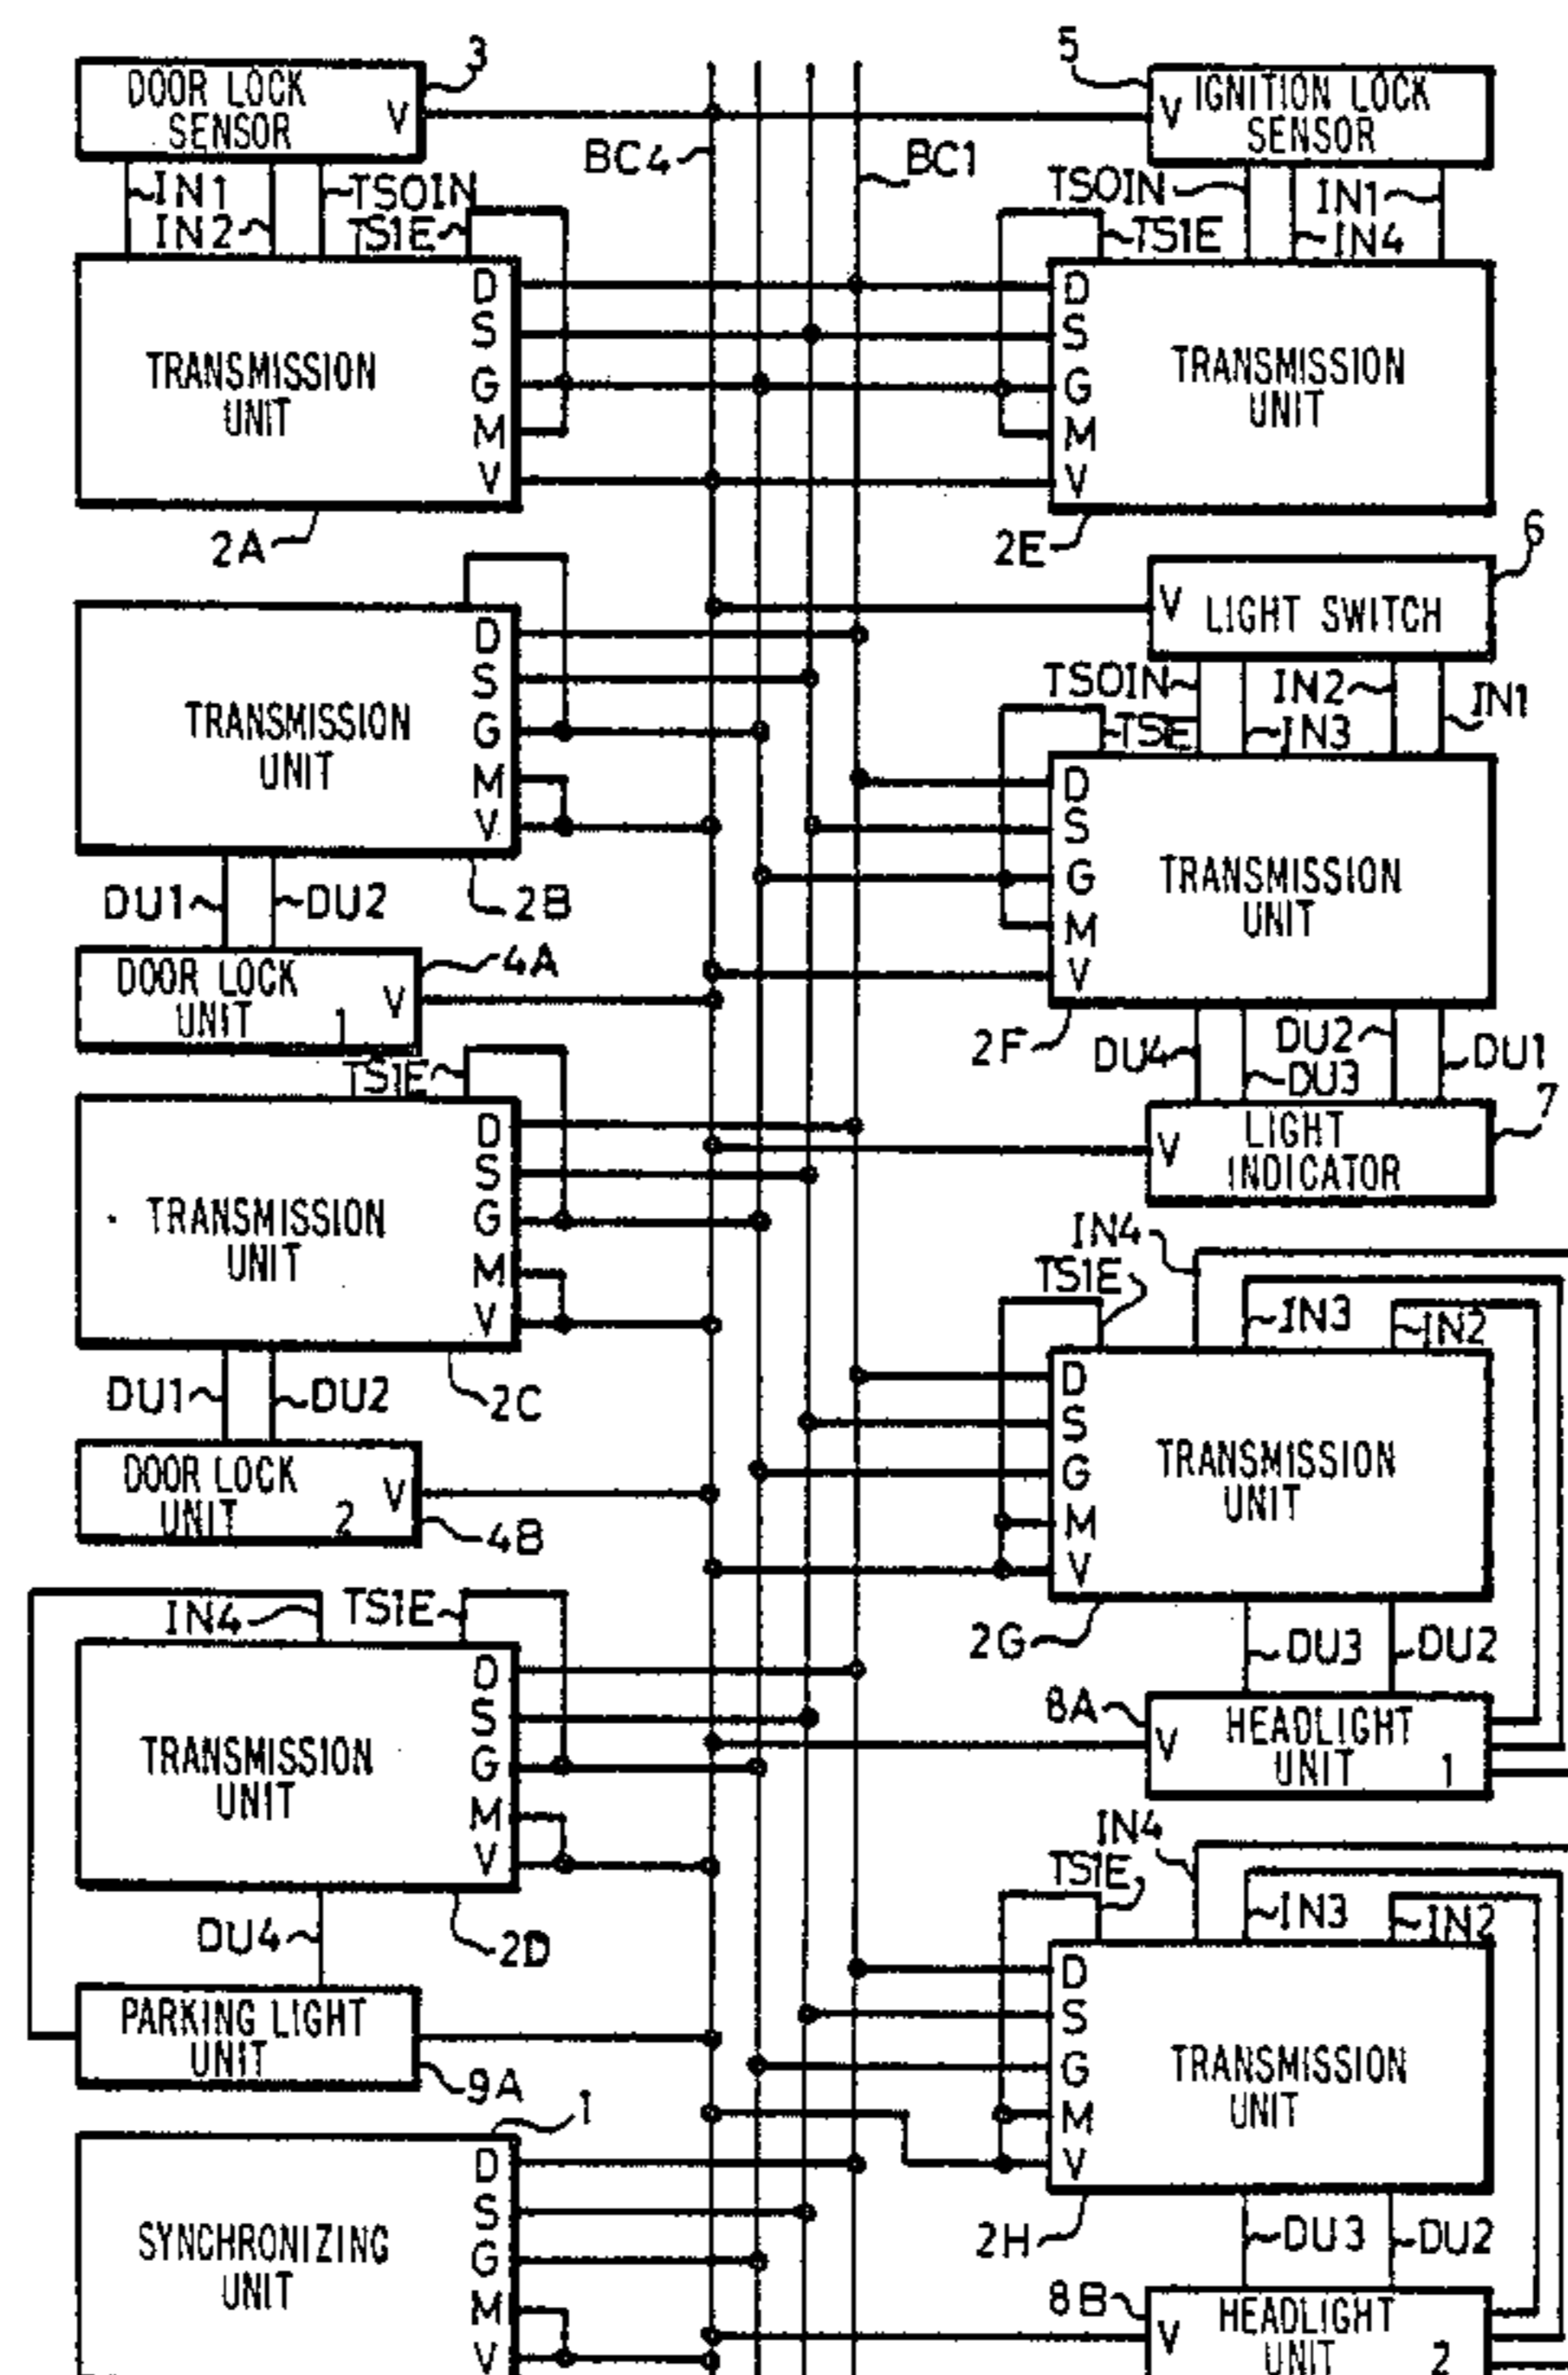 3
DOOR LOCK
SENSOR
V
5
V
IGNITION LOCK
SENSOR
BC4
BC1
IN1
IN2
TSOIN
TS1E
TSOIN
IN1
IN4
TS1E
TRANSMISSION
UNIT
D
S
G
M
V
2A
D
S
G
M
V
TRANSMISSION
UNIT
2E
6
V
LIGHT SWITCH
TRANSMISSION
UNIT
D
S
G
M
V
TSOIN
TSE
IN3
IN2
IN1
DU1
DU2
2B
D
S
G
M
V
TRANSMISSION
UNIT
DOOR LOCK
UNIT 1
V
4A
2F
DU4
DU3
DU2
DU1
7
TS1E
V
LIGHT
INDICATOR
TRANSMISSION
UNIT
D
S
G
M
V
2C
DU1
DU2
IN4
TS1E
IN3
IN2
D
S
G
M
V
TRANSMISSION
UNIT
DOOR LOCK
UNIT 2
V
4B
2G
DU3
DU2
IN4
TS1E
TRANSMISSION
UNIT
D
S
G
M
V
8A
V
HEADLIGHT
UNIT 1
DU4
2D
IN4
TS1E
IN3
IN2
PARKING LIGHT
UNIT
9A
D
S
G
M
V
TRANSMISSION
UNIT
1
SYNCHRONIZING
UNIT
D
S
G
M
V
2H
DU3
DU2
8B
V
HEADLIGHT
UNIT 2